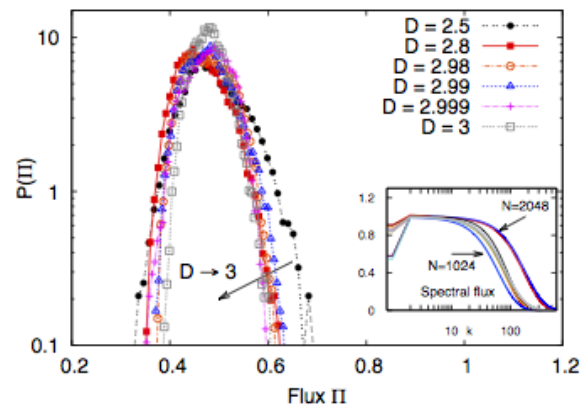 10
1
0.1
P(Π)
0.2 0.4 0.6 0.8 1 1.2
Flux Π
D = 2.5
D = 2.8
D = 2.98
D = 2.99
D = 2.999
D = 3
D → 3
1.2
0.8
0.4
0
N=2048
N=1024
Spectral flux
10 k 100